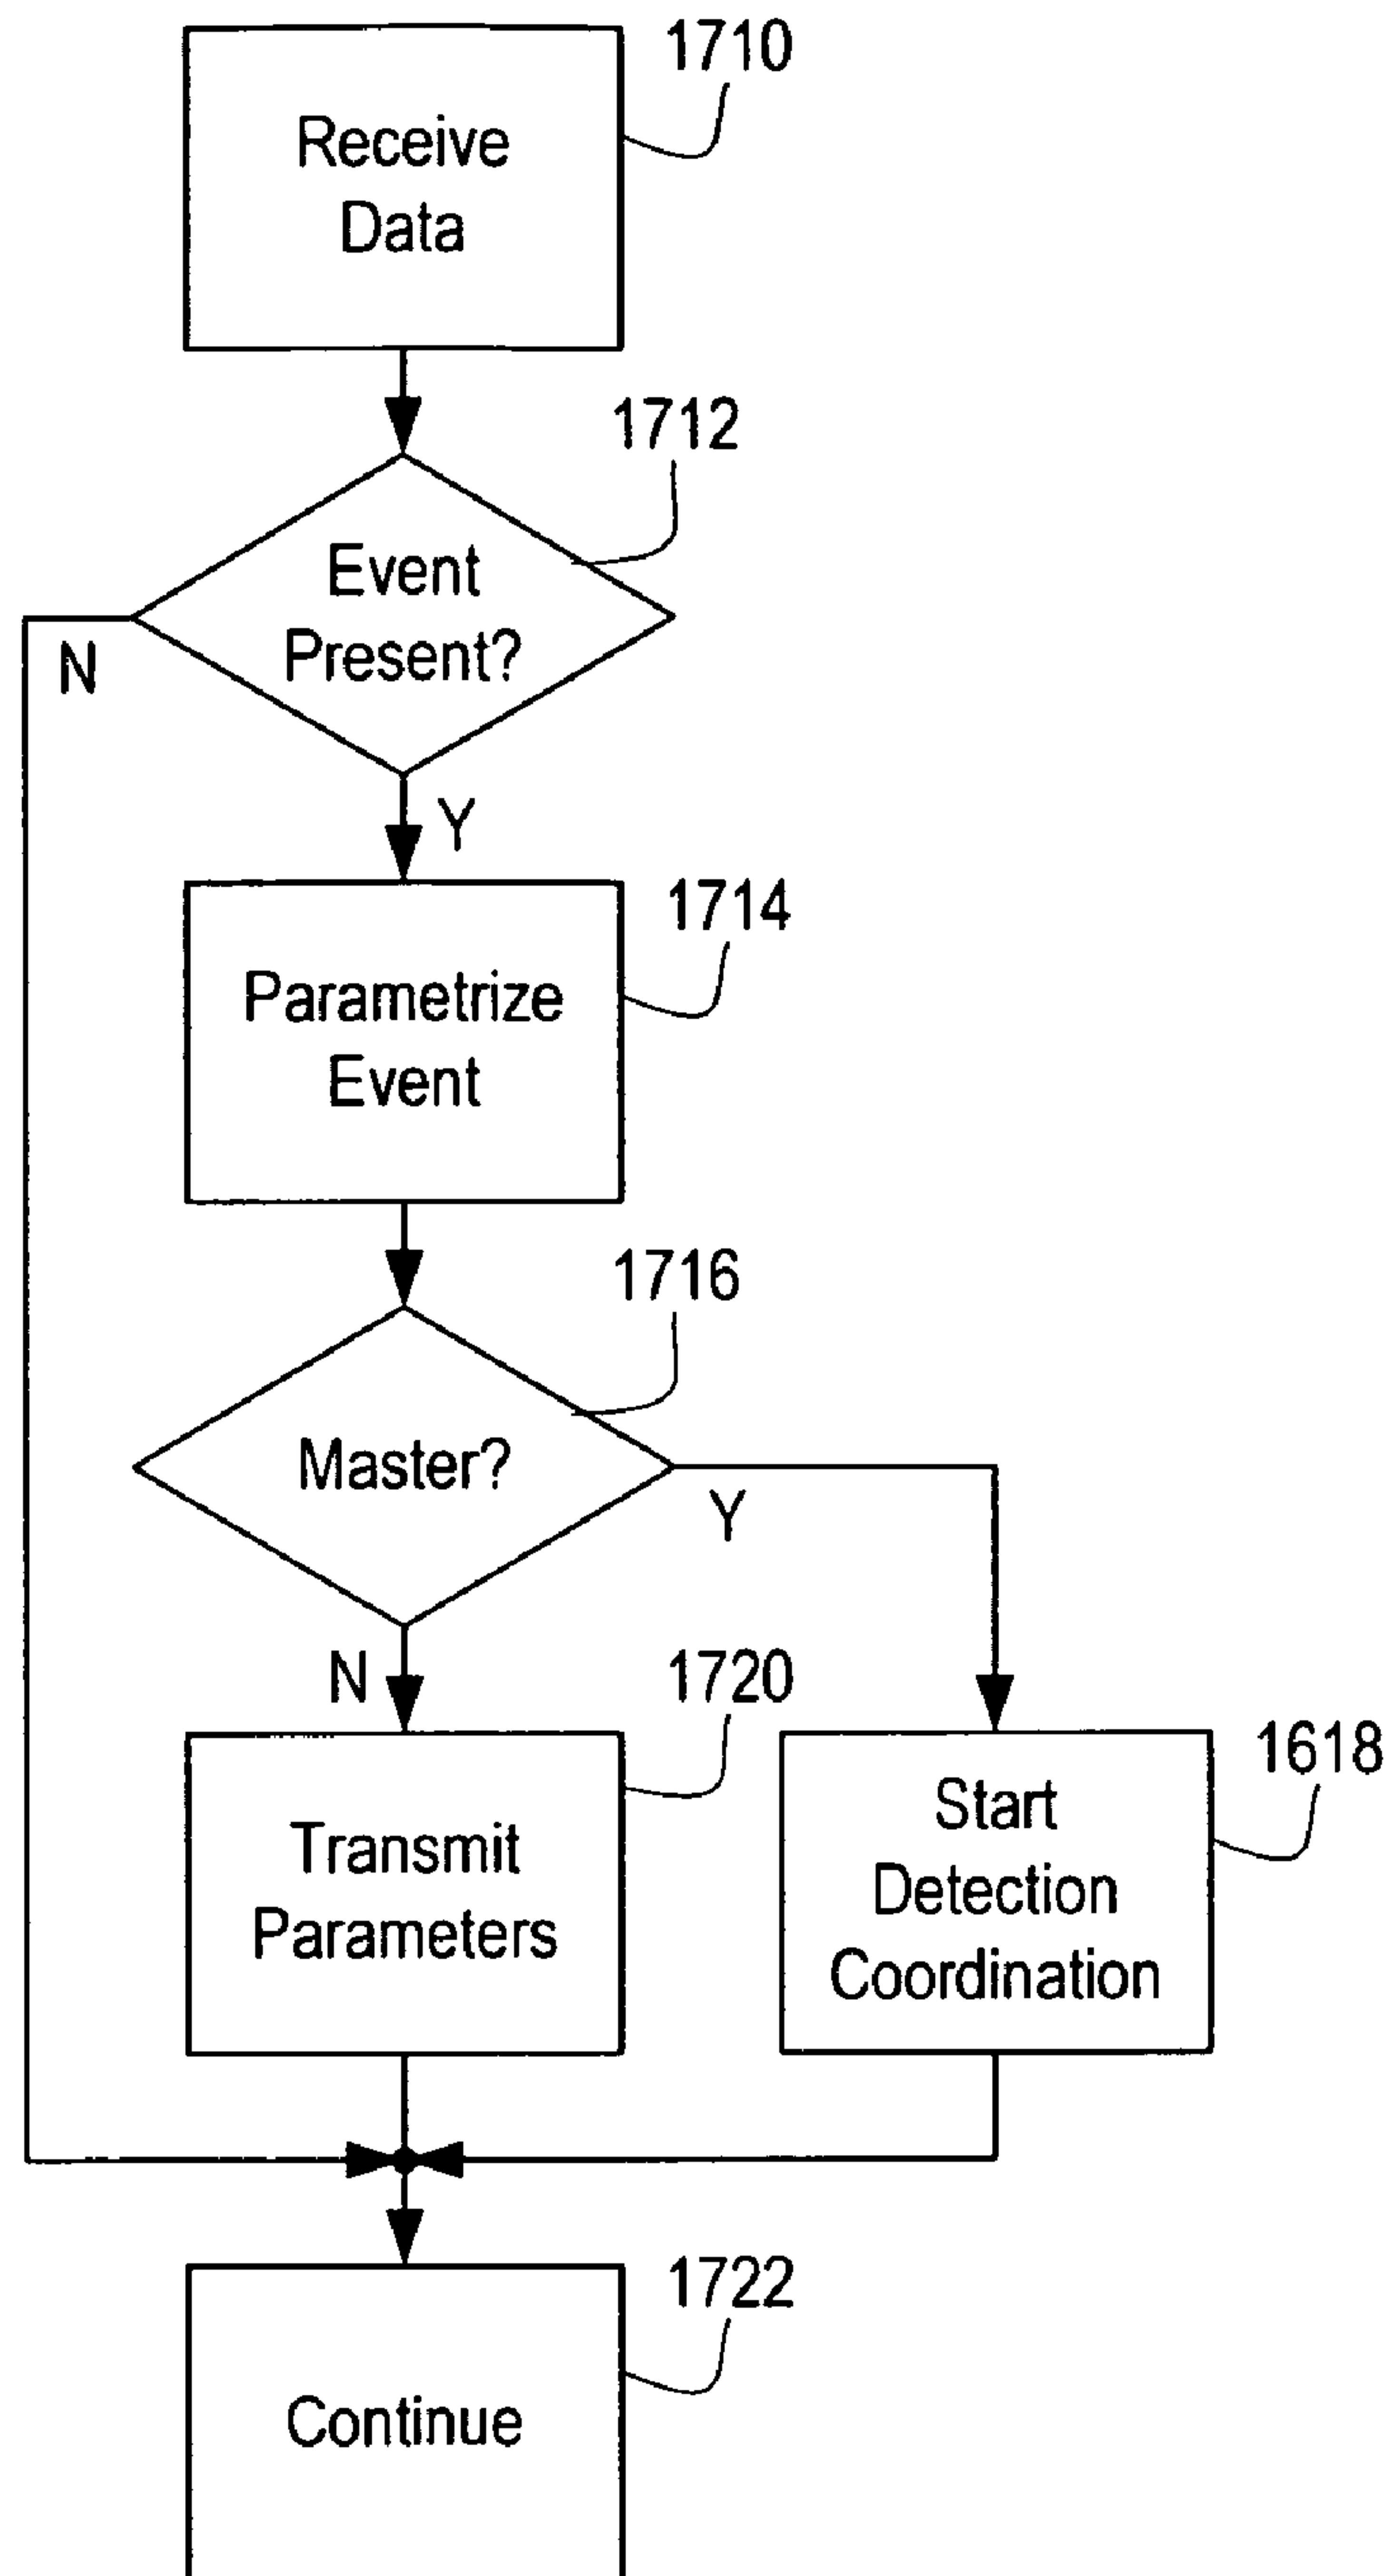 1710
Receive
Data
1712
Event
Present?
N
Y
1714
Parametrize
Event
1716
Master?
Y
N
1720
Transmit
Parameters
1618
Start
Detection
Coordination
1722
Continue